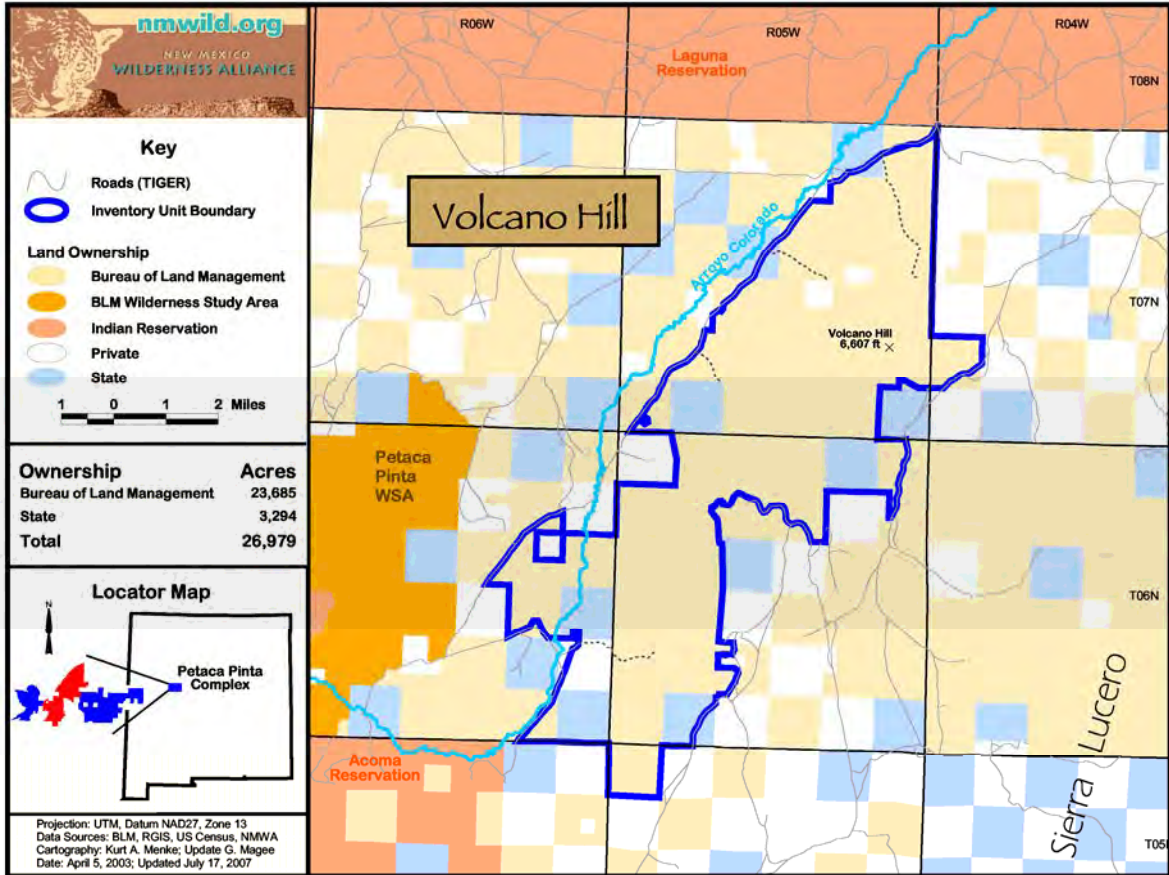 nmwild.org
NEW MEXICO
WILDERNESS ALLIANCE
Key
Roads (TIGER)
Inventory Unit Boundary
Land Ownership
Bureau of Land Management
BLM Wilderness Study Area
Indian Reservation
Private
State
1 0 1 2 Miles
Ownership Acres
Bureau of Land Management 23,685
State 3,294
Total 26,979
Locator Map
N
Petaca Pinta
Complex
Projection: UTM, Datum NAD27, Zone 13
Data Sources: BLM, RGIS, US Census, NMWA
Cartography: Kurt A. Menke; Update G. Magee
Date: April 5, 2003; Updated July 17, 2007
R06W
R05W
R04W
Laguna
Reservation
T08N
Volcano Hill
Arroyo Colorado
T07N
Volcano Hill
6,607 ft
Petaca
Pinta
WSA
T06N
Acoma
Reservation
Sierra Lucero
T05